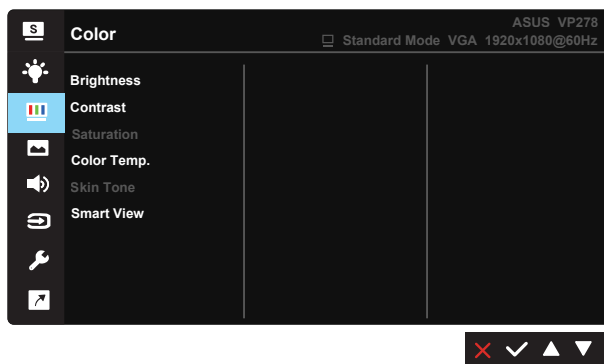 S
Color
ASUS VP278
Standard Mode VGA 1920x1080@60Hz
Brightness
Contrast
Saturation
Color Temp.
Skin Tone
Smart View